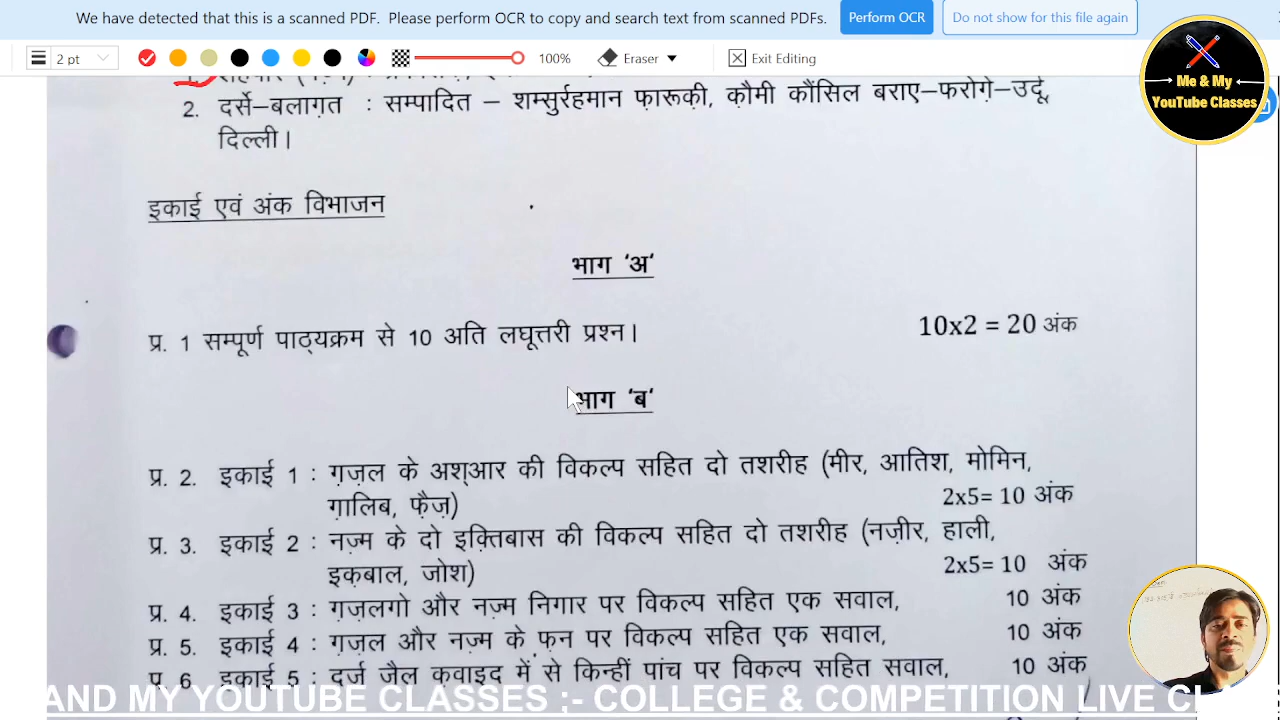 We have detected that this is a scanned PDF. Please perform OCR to copy and search text from scanned PDFs.
Perform OCR
Do not show for this file again
2 pt
100%
Eraser
Exit Editing
Me & My
YouTube Classes
2. दर्से–बलाग़त : सम्पादित – शम्सुर्रहमान फ़ारूक़ी, क़ौमी कौंसिल बराए–फरोगे़–उर्दू,
दिल्ली।
इकाई एवं अंक विभाजन
भाग ‘अ‘
प्र. 1 सम्पूर्ण पाठ्यक्रम से 10 अति लघूत्तरी प्रश्न। 10x2 = 20 अंक
भाग ‘ब‘
प्र. 2. इकाई 1 : ग़ज़ल के अश्आर की विकल्प सहित दो तशरीह (मीर, आतिश, मोमिन,
ग़ालिब, फ़ैज़) 2x5= 10 अंक
प्र. 3. इकाई 2 : नज़्म के दो इक़्तिबास की विकल्प सहित दो तशरीह (नज़ीर, हाली,
इक़बाल, जोश) 2x5= 10 अंक
प्र. 4. इकाई 3 : ग़ज़लगो और नज़्म निगार पर विकल्प सहित एक सवाल, 10 अंक
प्र. 5. इकाई 4 : ग़ज़ल और नज़्म के फ़न पर विकल्प सहित एक सवाल, 10 अंक
प्र. 6 इकाई 5 : दर्ज जैल क़वाइद में से किन्हीं पांच पर विकल्प सहित सवाल, 10 अंक
AND MY YOUTUBE CLASSES ;- COLLEGE & COMPETITION LIVE